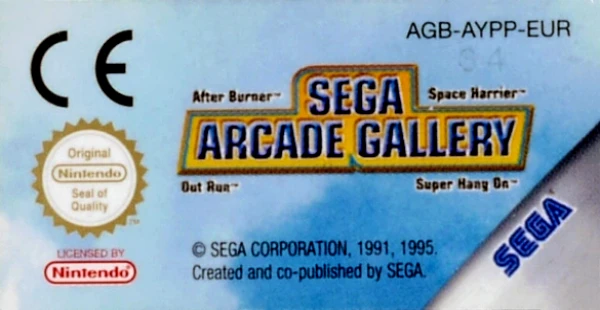 CE
AGB-AYPP-EUR
54
After Burner™
Space Harrier™
SEGA
ARCADE GALLERY
Out Run™
Super Hang On™
Original
Nintendo
Seal of
Quality
TM
LICENSED BY
Nintendo
© SEGA CORPORATION, 1991, 1995.
Created and co-published by SEGA.
SEGA